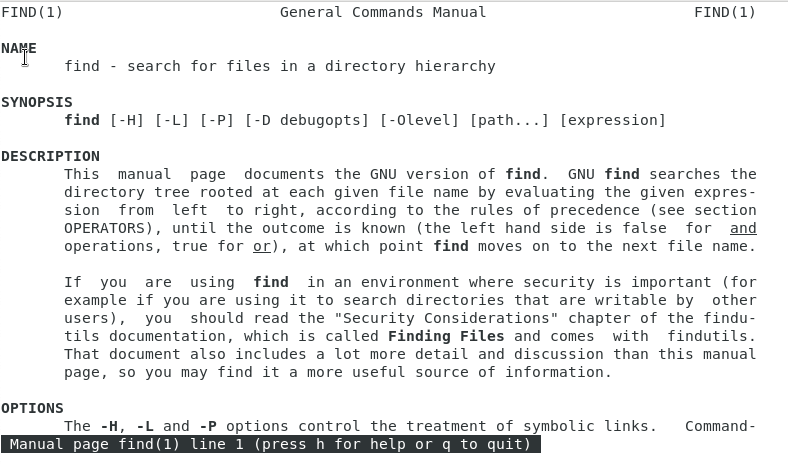 FIND(1)                        General Commands Manual                       FIND(1)
NAME
       find - search for files in a directory hierarchy
SYNOPSIS
       find [-H] [-L] [-P] [-D debugopts] [-Olevel] [path...] [expression]
DESCRIPTION
       This  manual  page  documents the GNU version of find.  GNU find searches the
       directory tree rooted at each given file name by evaluating the given expres-
       sion  from  left  to right, according to the rules of precedence (see section
       OPERATORS), until the outcome is known (the left hand side is false  for  and
       operations, true for or), at which point find moves on to the next file name.
       If  you  are  using  find  in an environment where security is important (for
       example if you are using it to search directories that are writable by  other
       users),  you  should read the "Security Considerations" chapter of the findu-
       tils documentation, which is called Finding Files and comes  with  findutils.
       That document also includes a lot more detail and discussion than this manual
       page, so you may find it a more useful source of information.
OPTIONS
       The -H, -L and -P options control the treatment of symbolic links.   Command-
 Manual page find(1) line 1 (press h for help or q to quit)